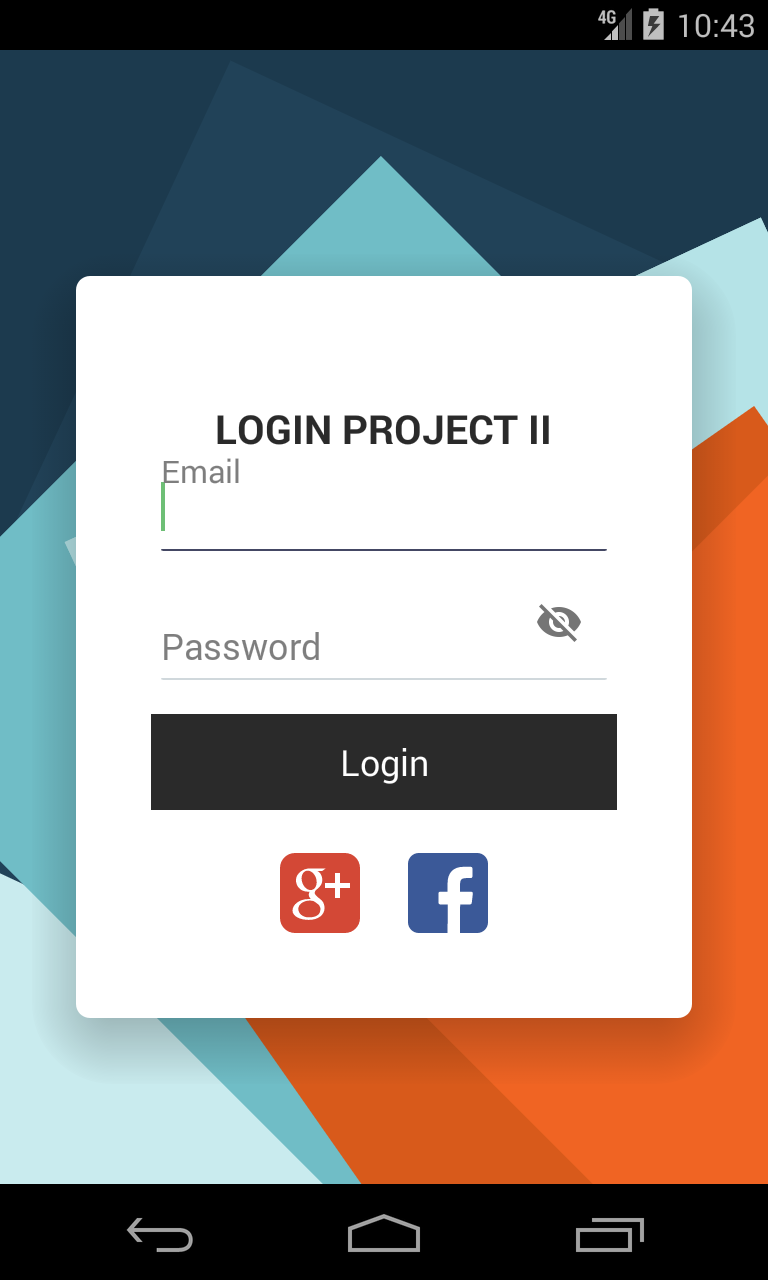 4G 10:43
LOGIN PROJECT II
Email
Password
Login
g+ f